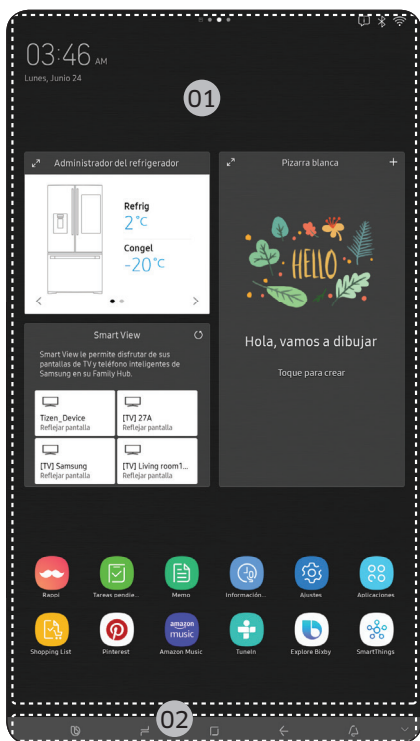 03:46 AM
Lunes, Junio 24
01
Administrador del refrigerador
Refrig
2°C
Congel
-20°C
Pizarra blanca
HELLO
Hola, vamos a dibujar
Toque para crear
Smart View
Smart View le permite disfrutar de sus
pantallas de TV y teléfono inteligentes de
Samsung en su Family Hub.
Tizen_Device
Reflejar pantalla
[TV] 27A
Reflejar pantalla
[TV] Samsung
Reflejar pantalla
[TV] Living room1...
Reflejar pantalla
Rappi
Tareas pendie..
Memo
Información...
Ajustes
Aplicaciones
amazon
music
Shopping List
Pinterest
Amazon Music
TuneIn
Explore Bixby
SmartThings
02